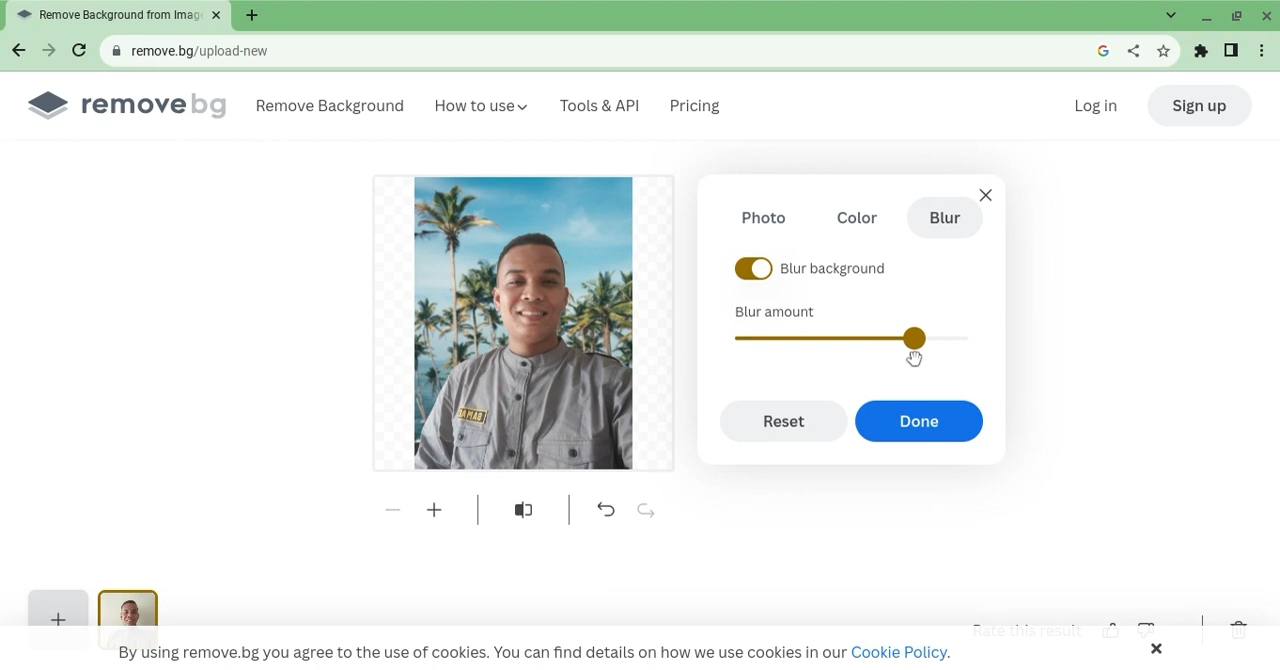 Remove Background from Imag
remove.bg/upload-new
removebg Remove Background How to use Tools & API Pricing Log in Sign up
Photo Color Blur
Blur background
Blur amount
Reset Done
Rate this result
By using remove.bg you agree to the use of cookies. You can find details on how we use cookies in our Cookie Policy.